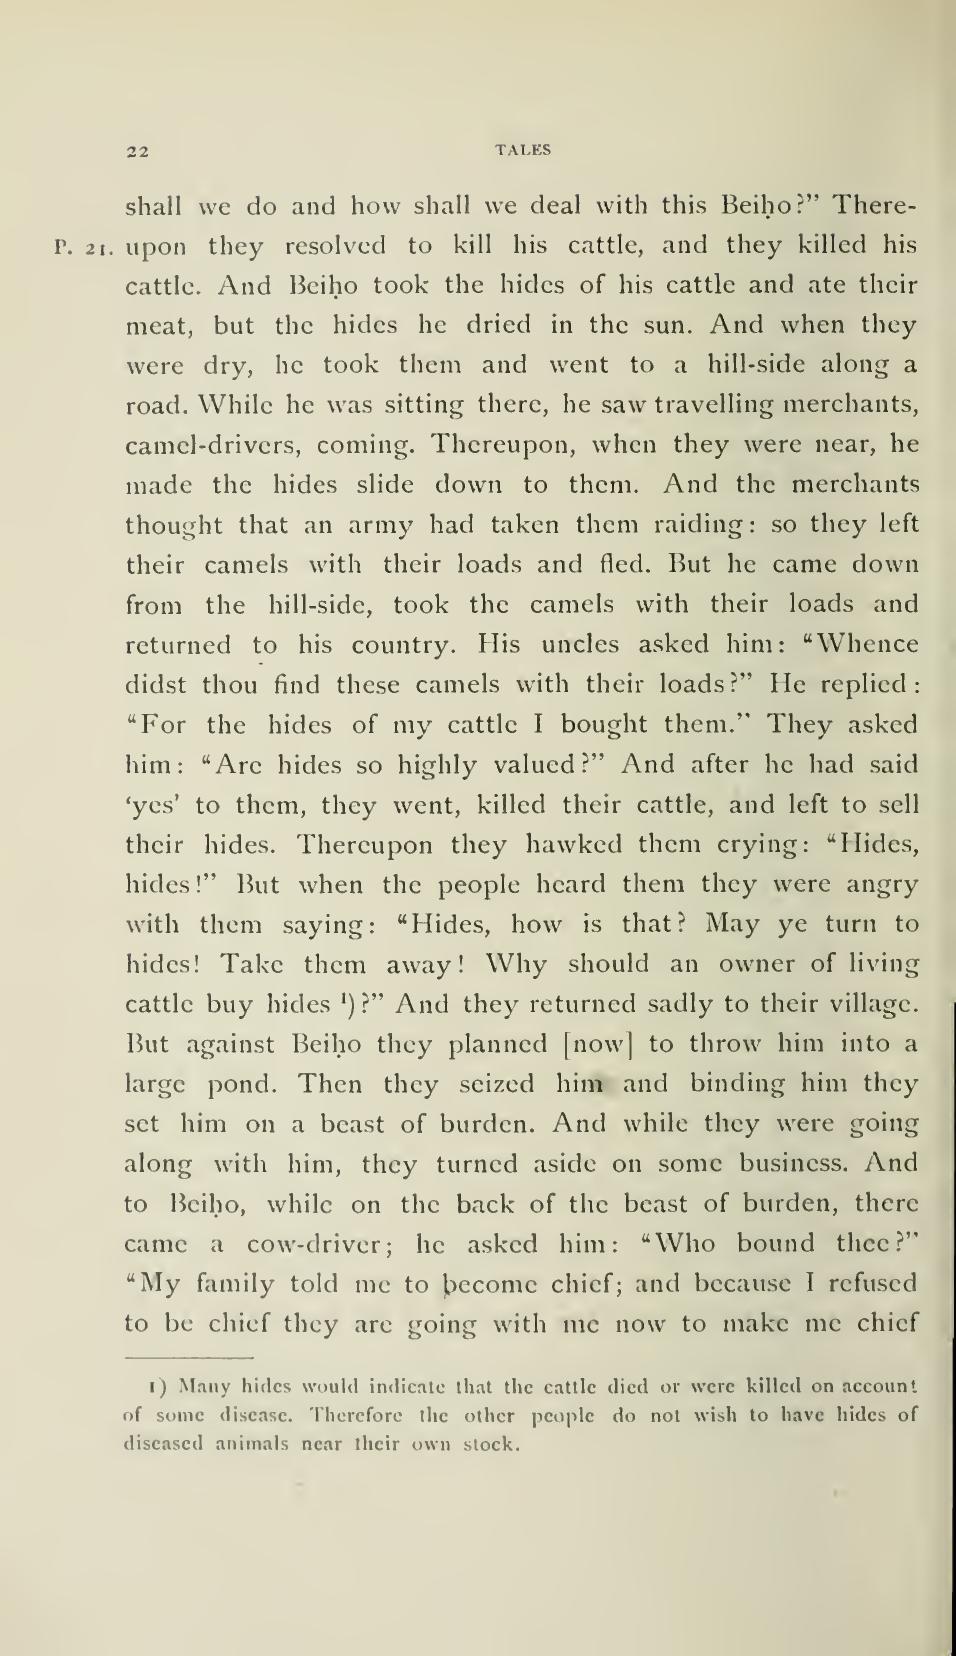 22 TALES
shall we do and how shall we deal with this Beiḥo?” There-
P. 21. upon they resolved to kill his cattle, and they killed his
cattle. And Beiḥo took the hides of his cattle and ate their
meat, but the hides he dried in the sun. And when they
were dry, he took them and went to a hill-side along a
road. While he was sitting there, he saw travelling merchants,
camel-drivers, coming. Thereupon, when they were near, he
made the hides slide down to them. And the merchants
thought that an army had taken them raiding: so they left
their camels with their loads and fled. But he came down
from the hill-side, took the camels with their loads and
returned to his country. His uncles asked him: “Whence
didst thou find these camels with their loads?” He replied:
“For the hides of my cattle I bought them.” They asked
him: “Are hides so highly valued?” And after he had said
‘yes’ to them, they went, killed their cattle, and left to sell
their hides. Thereupon they hawked them crying: “Hides,
hides!” But when the people heard them they were angry
with them saying: “Hides, how is that? May ye turn to
hides! Take them away! Why should an owner of living
cattle buy hides ¹)?” And they returned sadly to their village.
But against Beiḥo they planned [now] to throw him into a
large pond. Then they seized him and binding him they
set him on a beast of burden. And while they were going
along with him, they turned aside on some business. And
to Beiḥo, while on the back of the beast of burden, there
came a cow-driver; he asked him: “Who bound thee?”
“My family told me to become chief; and because I refused
to be chief they are going with me now to make me chief
1) Many hides would indicate that the cattle died or were killed on account
of some disease. Therefore the other people do not wish to have hides of
diseased animals near their own stock.